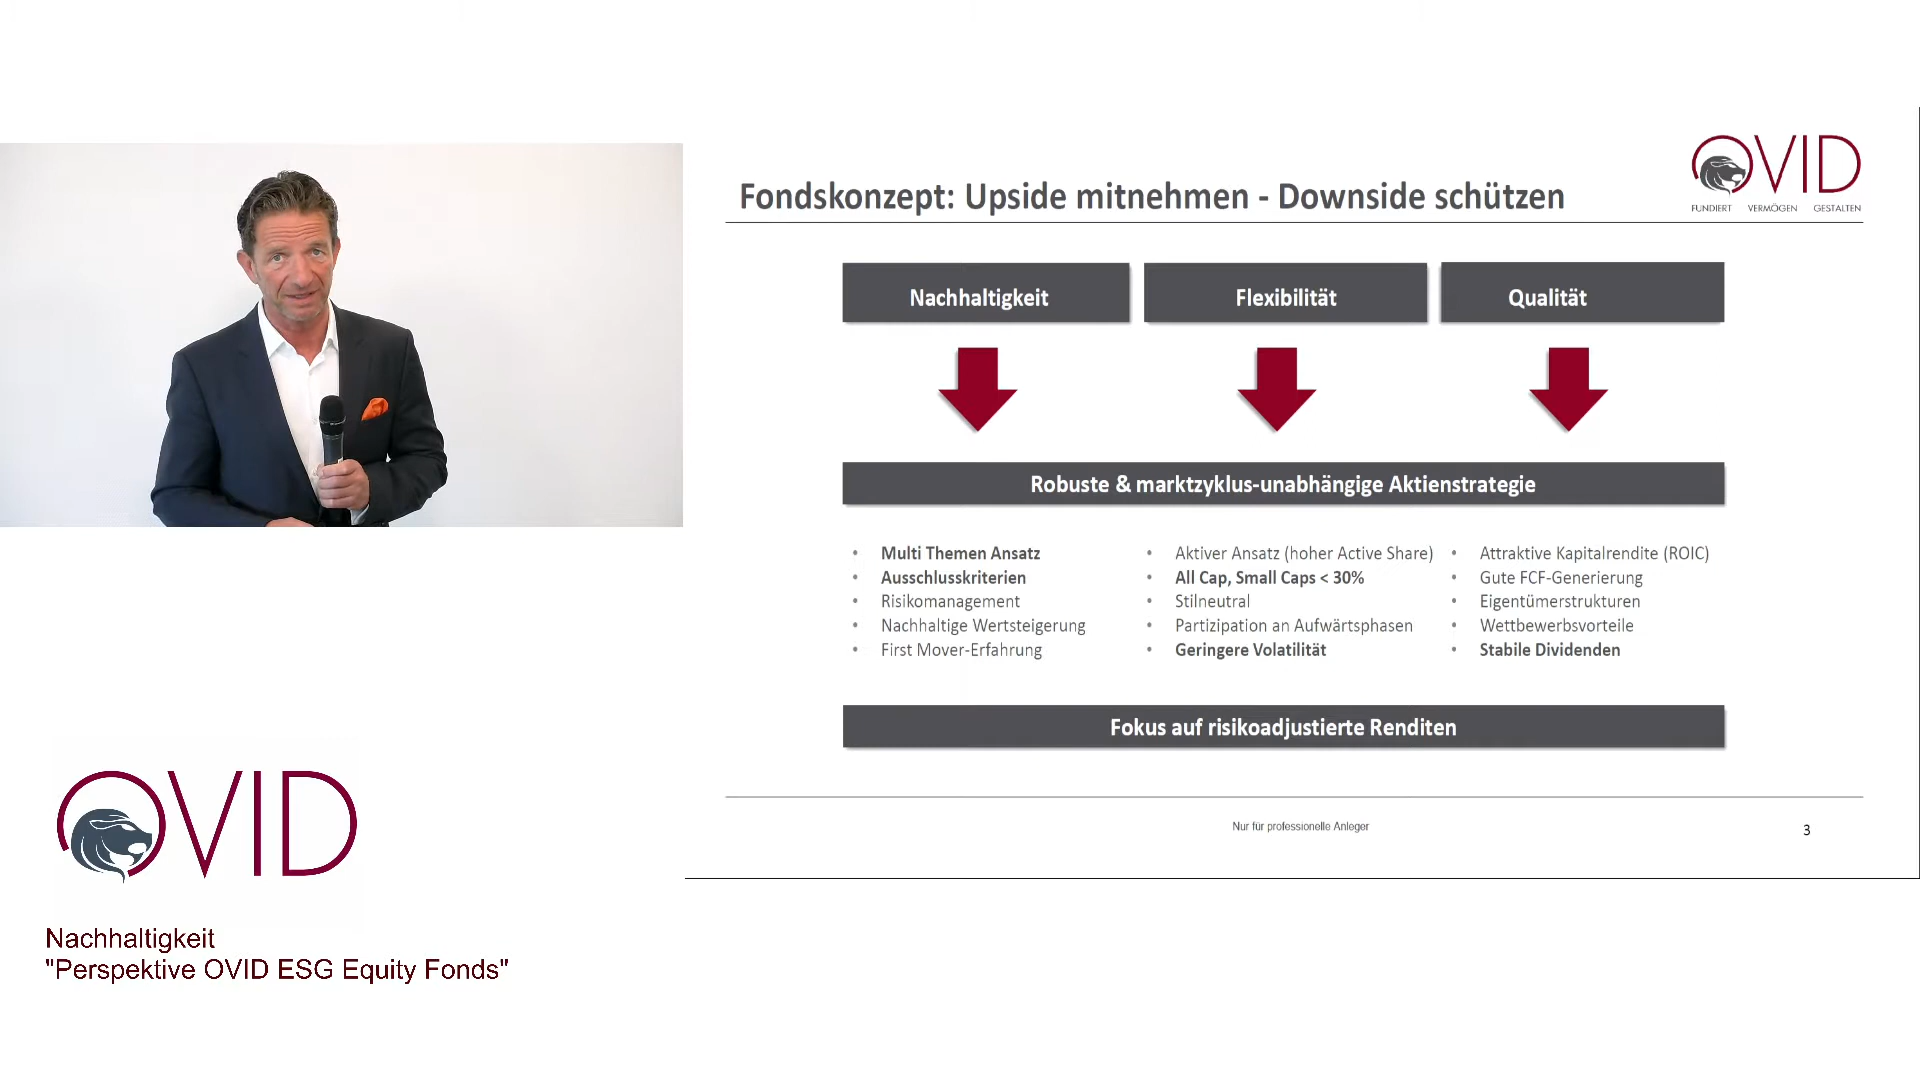 OVID
FUNDIERT VERMÖGEN GESTALTEN
Fondskonzept: Upside mitnehmen - Downside schützen
Nachhaltigkeit
Flexibilität
Qualität
Robuste & marktzyklus-unabhängige Aktienstrategie
• Multi Themen Ansatz
• Ausschlusskriterien
• Risikomanagement
• Nachhaltige Wertsteigerung
• First Mover-Erfahrung
• Aktiver Ansatz (hoher Active Share)
• All Cap, Small Caps < 30%
• Stilneutral
• Partizipation an Aufwärtsphasen
• Geringere Volatilität
• Attraktive Kapitalrendite (ROIC)
• Gute FCF-Generierung
• Eigentümerstrukturen
• Wettbewerbsvorteile
• Stabile Dividenden
Fokus auf risikoadjustierte Renditen
Nur für professionelle Anleger
3
OVID
Nachhaltigkeit
"Perspektive OVID ESG Equity Fonds"